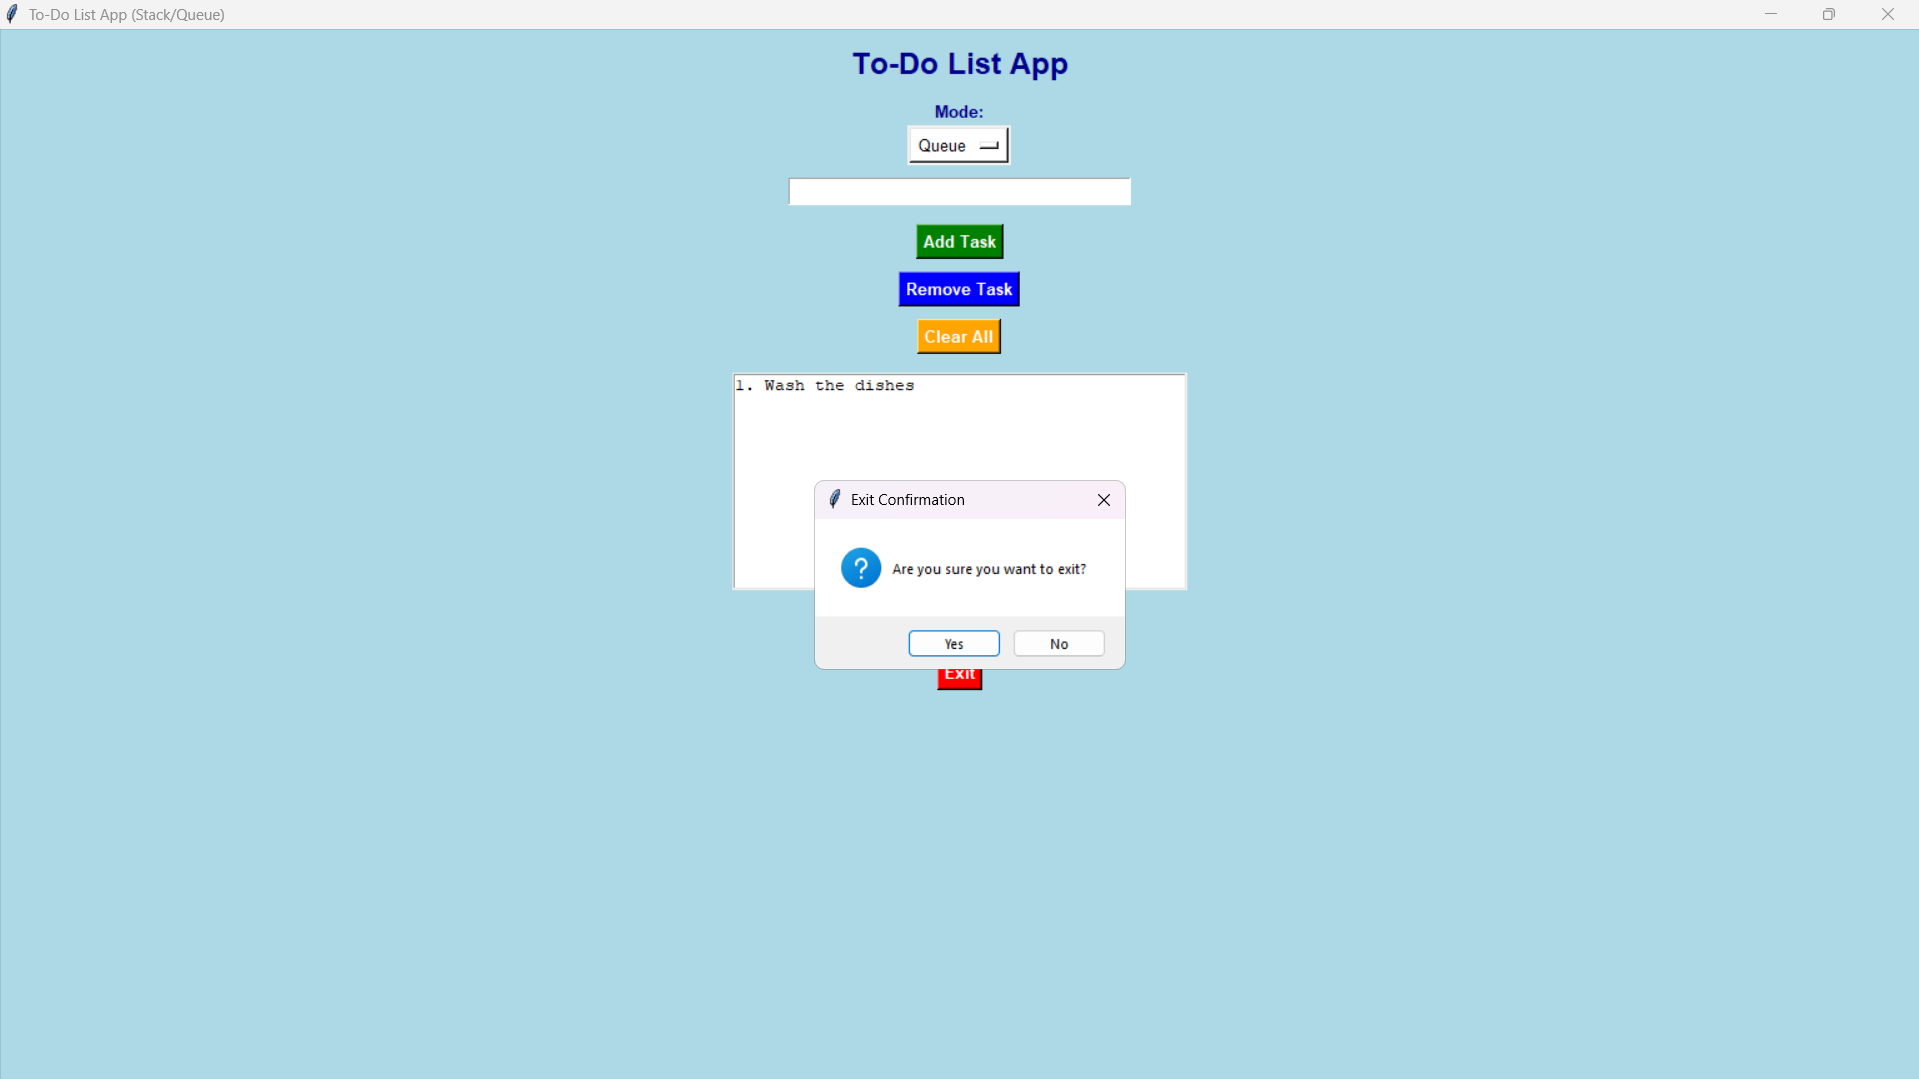 To-Do List App (Stack/Queue)
To-Do List App
Mode:
Queue
Add Task
Remove Task
Clear All
1. Wash the dishes
Exit Confirmation
?
Are you sure you want to exit?
Yes No
Exit